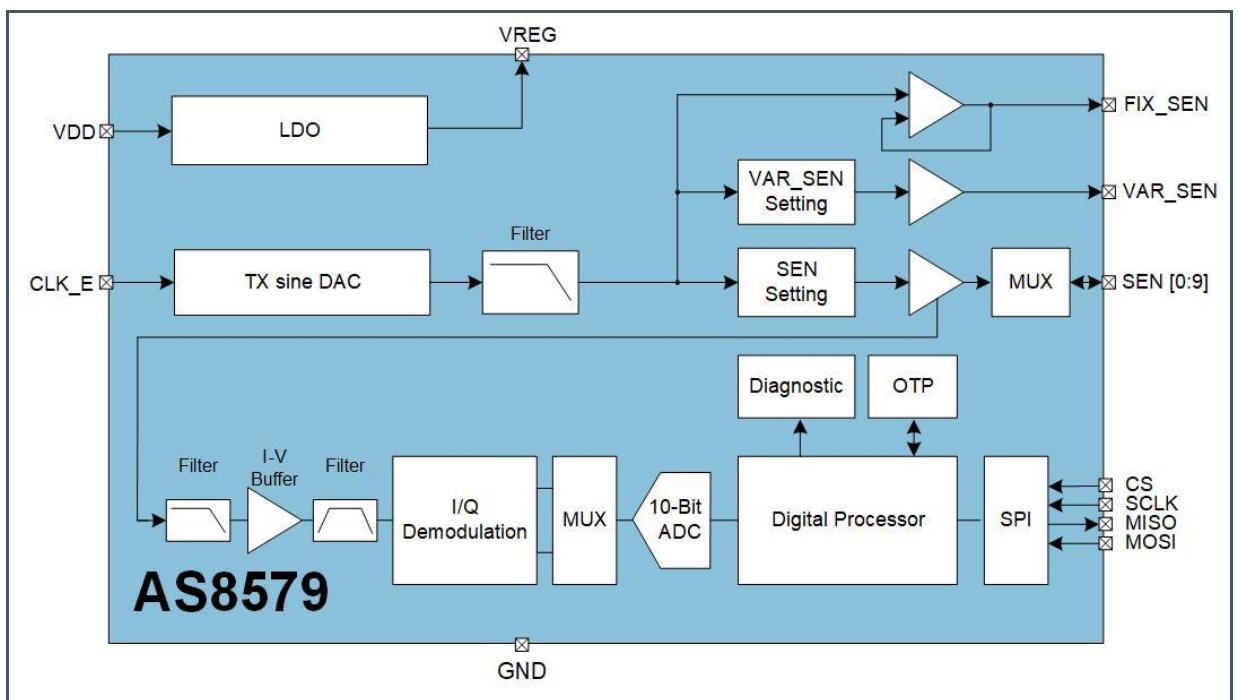 VREG
VDD
LDO
FIX_SEN
VAR_SEN
Setting
VAR_SEN
Filter
CLK_E
TX sine DAC
SEN
Setting
MUX
SEN [0:9]
Diagnostic
OTP
Filter
I-V
Buffer
Filter
I/Q
Demodulation
MUX
10-Bit
ADC
Digital Processor
SPI
CS
SCLK
MISO
MOSI
AS8579
GND